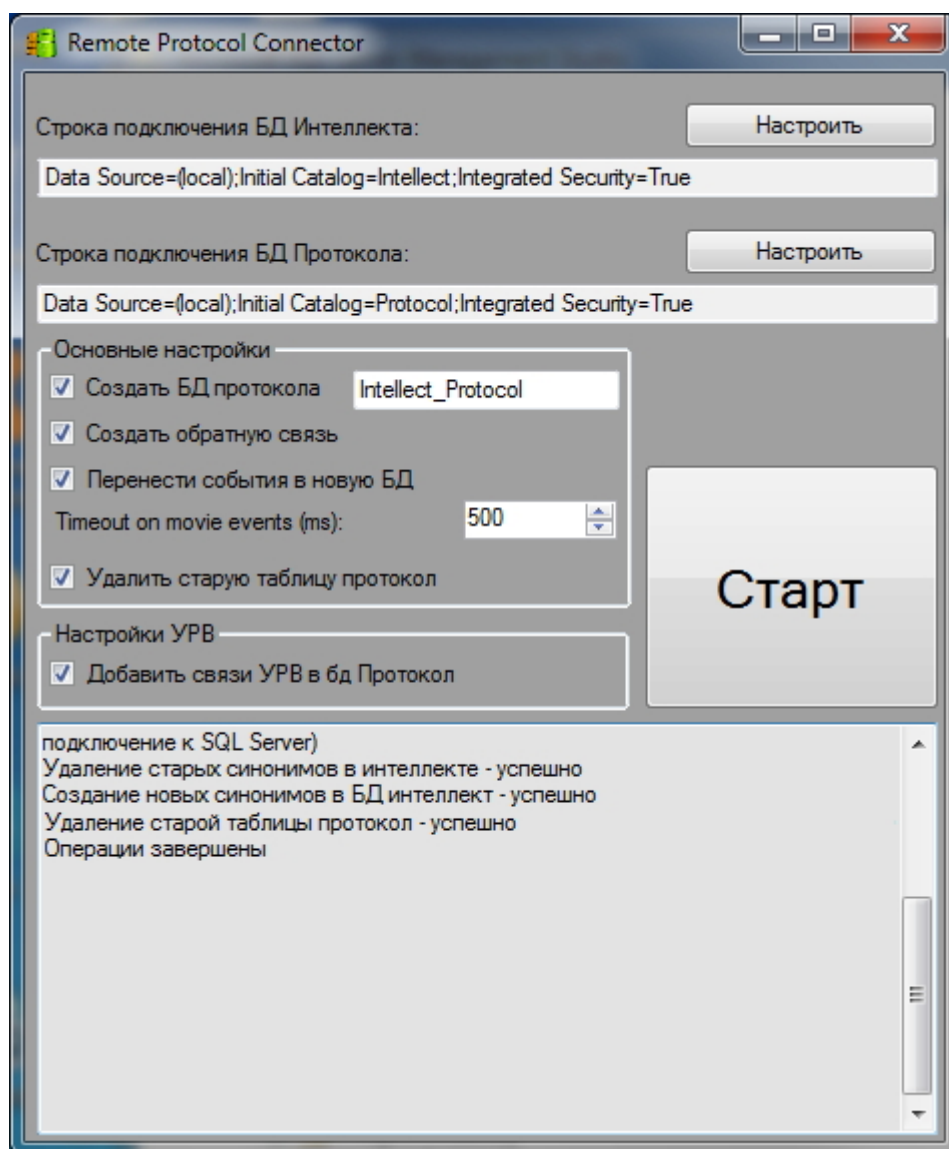 Remote Protocol Connector
Строка подключения БД Интеллекта:
Настроить
Data Source=(local);Initial Catalog=Intellect;Integrated Security=True
Строка подключения БД Протокола:
Настроить
Data Source=(local);Initial Catalog=Protocol;Integrated Security=True
Основные настройки
Создать БД протокола
Intellect_Protocol
Создать обратную связь
Перенести события в новую БД
Timeout on movie events (ms):
500
Удалить старую таблицу протокол
Старт
Настройки УРВ
Добавить связи УРВ в бд Протокол
подключение к SQL Server)
Удаление старых синонимов в интеллекте - успешно
Создание новых синонимов в БД интеллект - успешно
Удаление старой таблицы протокол - успешно
Операции завершены